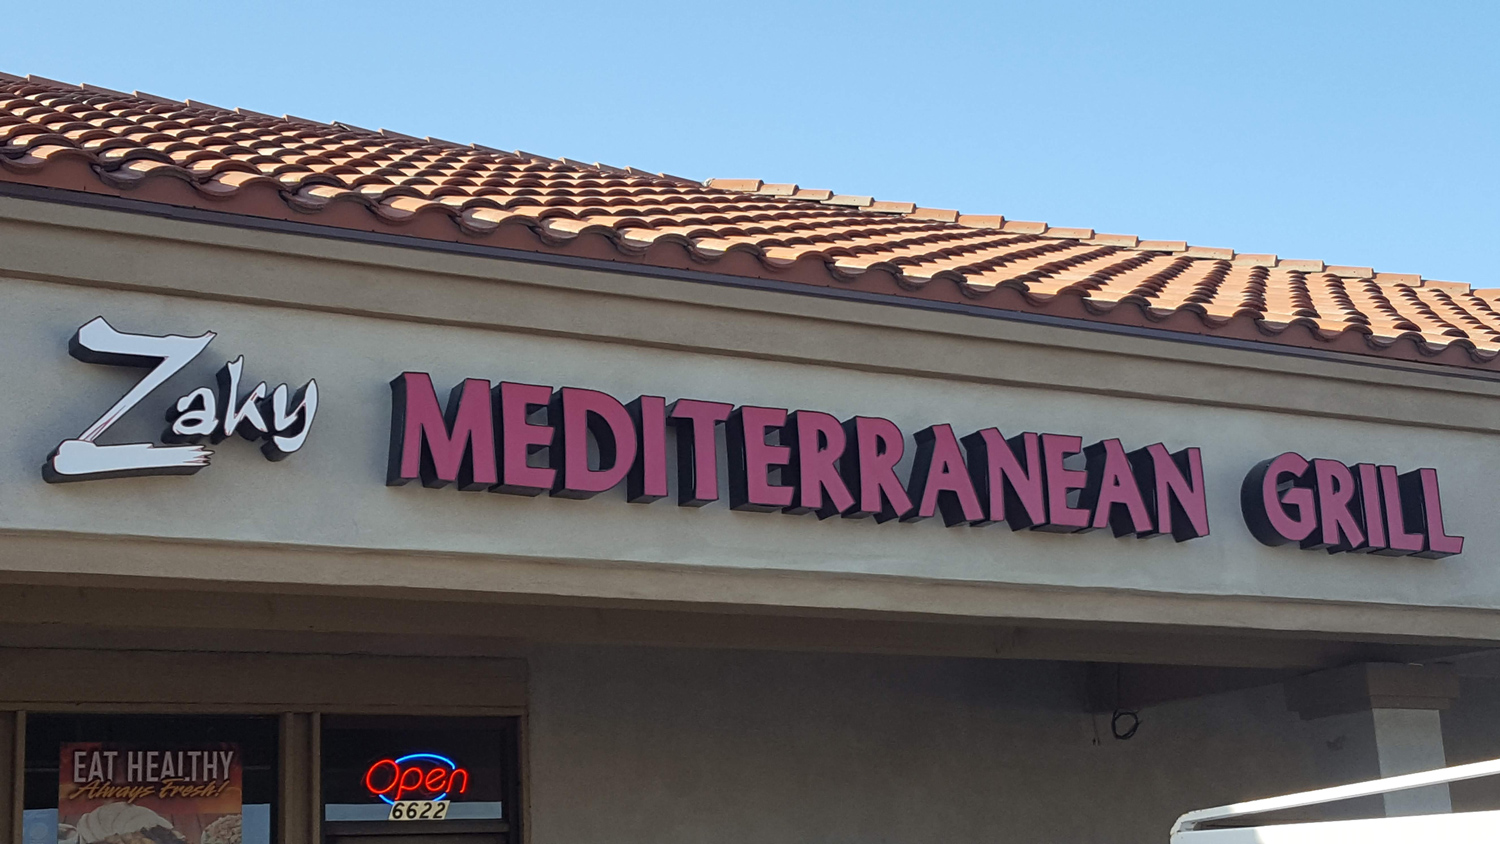 Zaky MEDITERRANEAN GRILL
EAT HEALTHY
Always Fresh!
Open
6622